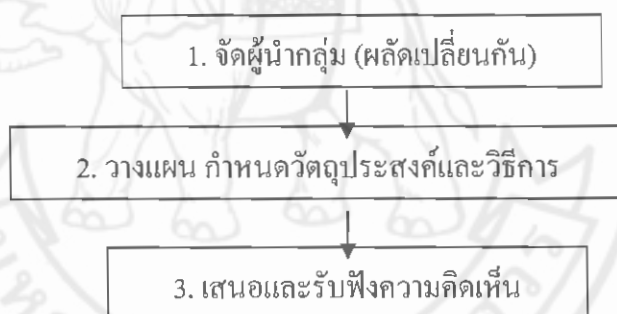 1. จัดผู้นำกลุ่ม (ผลัดเปลี่ยนกัน)
2. วางแผน กำหนดวัตถุประสงค์และวิธีการ
3. เสนอและรับฟังความคิดเห็น